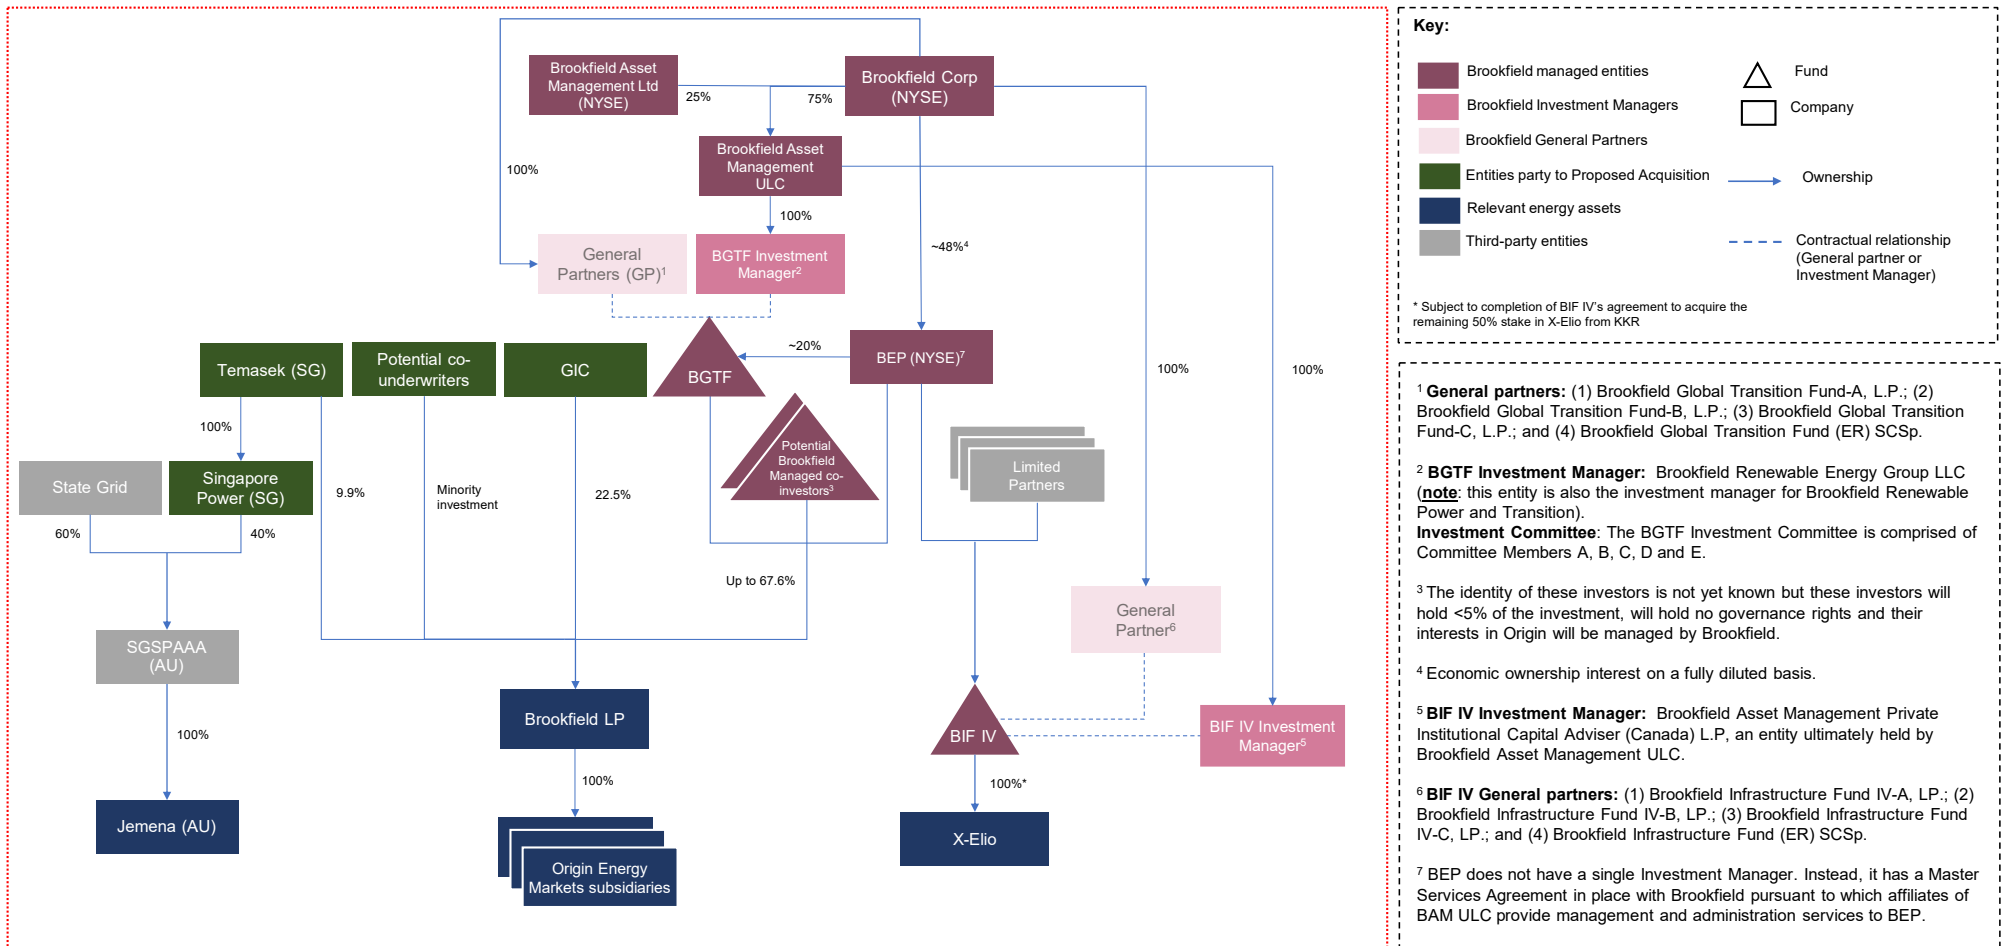 Brookfield Asset
Management Ltd
(NYSE)
25%
75%
Brookfield Corp
(NYSE)
Brookfield Asset
Management
ULC
100%
100%
General
Partners (GP)¹
BGTF Investment
Manager²
~48%⁴
Temasek (SG)
Potential co-
underwriters
GIC
BGTF
~20%
BEP (NYSE)⁷
100%
100%
100%
State Grid
Singapore
Power (SG)
9.9%
Minority
investment
22.5%
Potential
Brookfield
Managed co-
investors³
Limited
Partners
60%
40%
Up to 67.6%
SGSPAAA
(AU)
General
Partner⁶
100%
Brookfield LP
BIF IV
BIF IV Investment
Manager⁵
100%
100%*
Jemena (AU)
X-Elio
Origin Energy
Markets subsidiaries
Key:
Brookfield managed entities
Fund
Brookfield Investment Managers
Company
Brookfield General Partners
Entities party to Proposed Acquisition
Ownership
Relevant energy assets
Third-party entities
Contractual relationship
(General partner or
Investment Manager)
* Subject to completion of BIF IV's agreement to acquire the
remaining 50% stake in X-Elio from KKR
¹ General partners: (1) Brookfield Global Transition Fund-A, L.P.; (2)
Brookfield Global Transition Fund-B, L.P.; (3) Brookfield Global Transition
Fund-C, L.P.; and (4) Brookfield Global Transition Fund (ER) SCSp.
² BGTF Investment Manager: Brookfield Renewable Energy Group LLC
(note: this entity is also the investment manager for Brookfield Renewable
Power and Transition).
Investment Committee: The BGTF Investment Committee is comprised of
Committee Members A, B, C, D and E.
³ The identity of these investors is not yet known but these investors will
hold <5% of the investment, will hold no governance rights and their
interests in Origin will be managed by Brookfield.
⁴ Economic ownership interest on a fully diluted basis.
⁵ BIF IV Investment Manager: Brookfield Asset Management Private
Institutional Capital Adviser (Canada) L.P, an entity ultimately held by
Brookfield Asset Management ULC.
⁶ BIF IV General partners: (1) Brookfield Infrastructure Fund IV-A, LP.; (2)
Brookfield Infrastructure Fund IV-B, LP.; (3) Brookfield Infrastructure Fund
IV-C, LP.; and (4) Brookfield Infrastructure Fund (ER) SCSp.
⁷ BEP does not have a single Investment Manager. Instead, it has a Master
Services Agreement in place with Brookfield pursuant to which affiliates of
BAM ULC provide management and administration services to BEP.